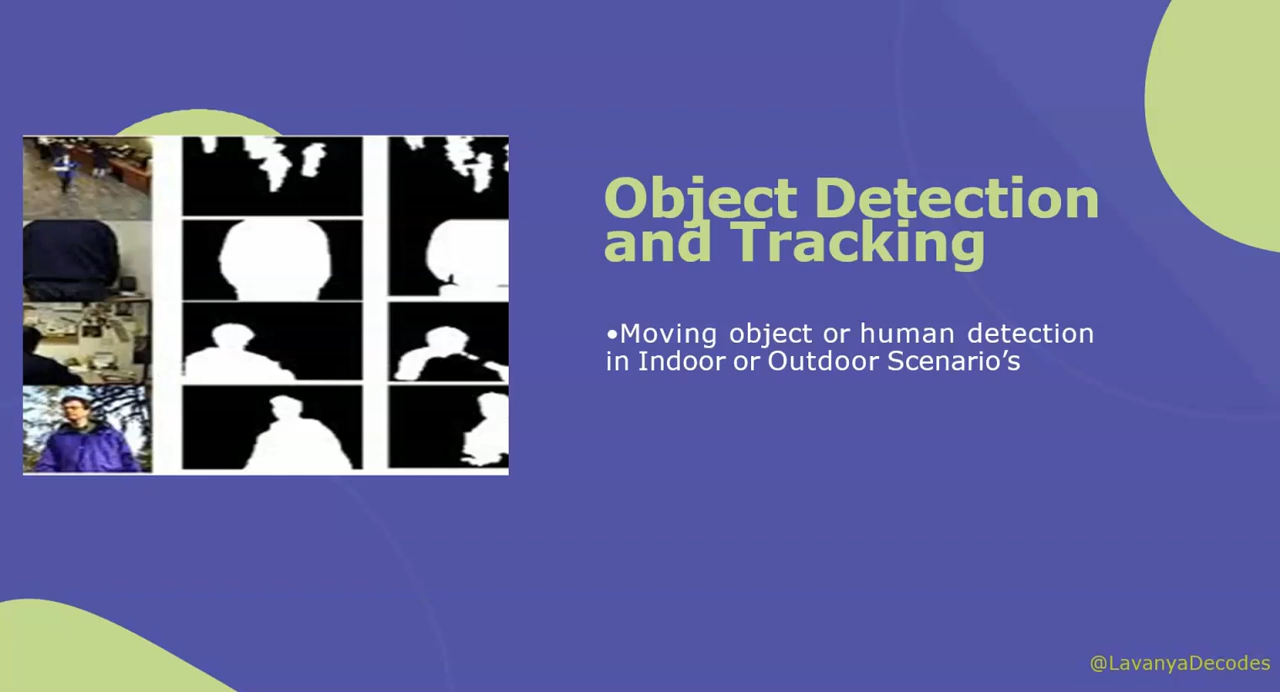 Object Detection
and Tracking
•Moving object or human detection
in Indoor or Outdoor Scenario’s
@LavanyaDecodes